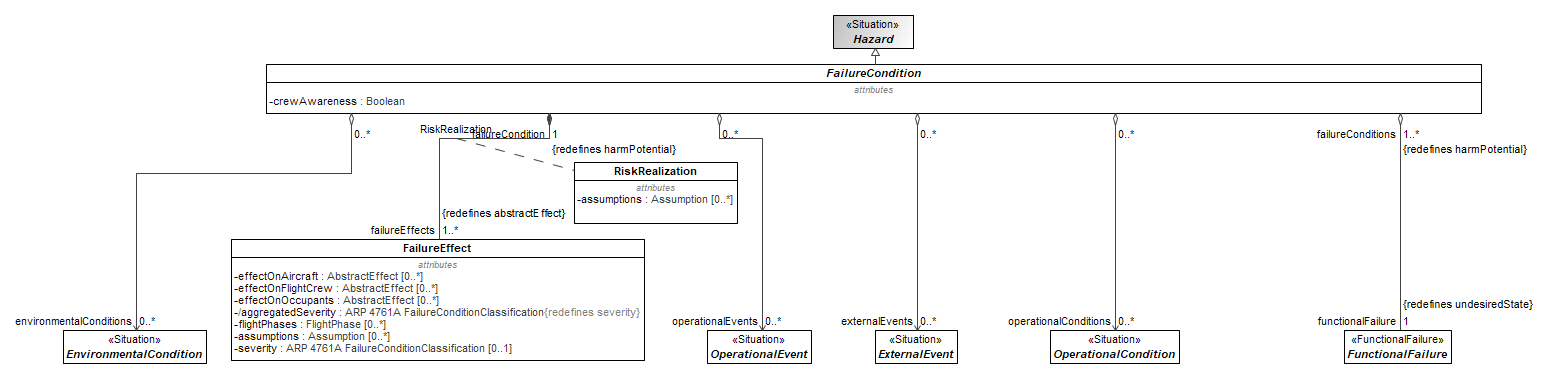 «Situation»
Hazard
FailureCondition
attributes
-crewAwareness : Boolean
0..*
RiskRealization
failureCondition
1
{redefines harmPotential}
0..*
0..*
0..*
failureConditions
1..*
{redefines harmPotential}
RiskRealization
attributes
-assumptions : Assumption [0..*]
{redefines abstractEffect}
failureEffects
1..*
FailureEffect
attributes
-effectOnAircraft : AbstractEffect [0..*]
-effectOnFlightCrew : AbstractEffect [0..*]
-effectOnOccupants : AbstractEffect [0..*]
-/aggregatedSeverity : ARP 4761A FailureConditionClassification{redefines severity}
-flightPhases : FlightPhase [0..*]
-assumptions : Assumption [0..*]
-severity : ARP 4761A FailureConditionClassification [0..1]
{redefines undesiredState}
environmentalConditions
0..*
operationalEvents
0..*
externalEvents
0..*
operationalConditions
0..*
functionalFailure
1
«Situation»
EnvironmentalCondition
«Situation»
OperationalEvent
«Situation»
ExternalEvent
«Situation»
OperationalCondition
«FunctionalFailure»
FunctionalFailure